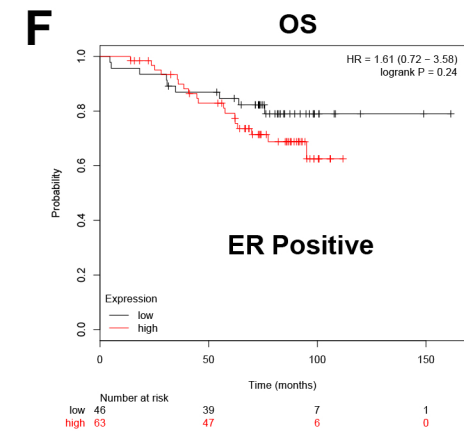 F
OS
HR = 1.61 (0.72 − 3.58)
logrank P = 0.24
1.0
0.8
0.6
0.4
0.2
0.0
Probability
ER Positive
Expression
low
high
0 50 100 150
Time (months)
Number at risk
low 46 39 7 1
high 63 47 6 0